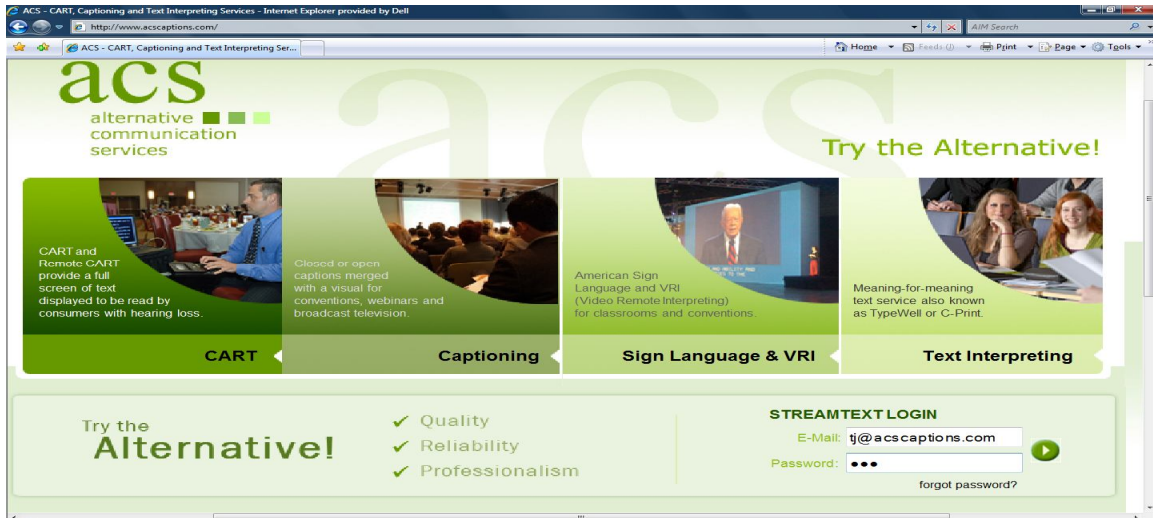 ACS - CART, Captioning and Text Interpreting Services - Internet Explorer provided by Dell
http://www.acscaptions.com/
AIM Search
ACS - CART, Captioning and Text Interpreting Ser...
Home Feeds (J) Print Page Tools
acs
acs
alternative
communication
services
Try the Alternative!
CART and
Remote CART
provide a full
screen of text
displayed to be read by
consumers with hearing loss.
CART
Closed or open
captions merged
with a visual for
conventions, webinars and
broadcast television.
Captioning
American Sign
Language and VRI
(Video Remote Interpreting)
for classrooms and conventions.
Sign Language & VRI
Meaning-for-meaning
text service also known
as TypeWell or C-Print.
Text Interpreting
Try the
Alternative!
✓ Quality
✓ Reliability
✓ Professionalism
STREAMTEXT LOGIN
E-Mail: tj@acscaptions.com
Password: •••
forgot password?